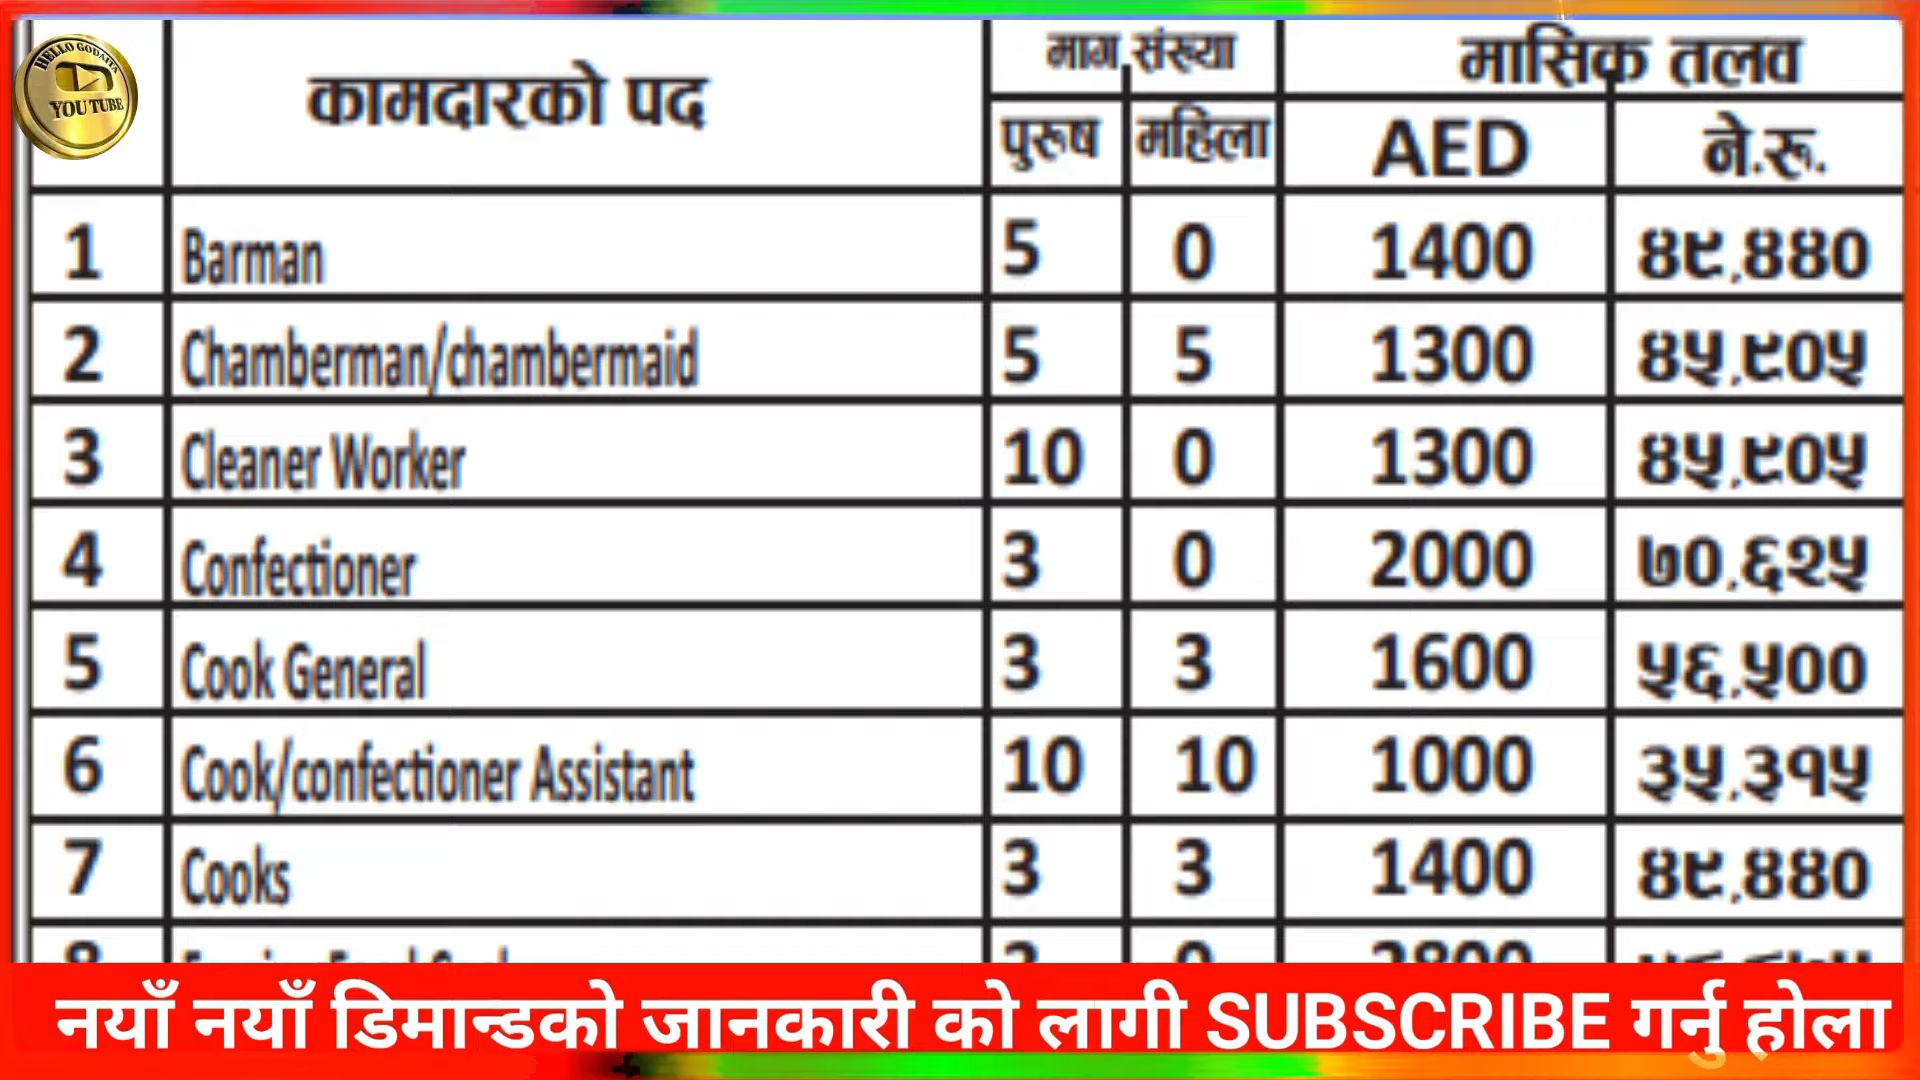 HELLO GODAITA
YOU TUBE
कामदारको पद
माग संख्या
मासिक तलव
पुरुष महिला AED ने.रू.
1 Barman 5 0 1400 ४९,४४०
2 Chamberman/chambermaid 5 5 1300 ४५,९०५
3 Cleaner Worker 10 0 1300 ४५,९०५
4 Confectioner 3 0 2000 ७०,६२५
5 Cook General 3 3 1600 ५६,५००
6 Cook/confectioner Assistant 10 10 1000 ३५,३१५
7 Cooks 3 3 1400 ४९,४४०
नयाँ नयाँ डिमान्डको जानकारी को लागी SUBSCRIBE गर्नु होला